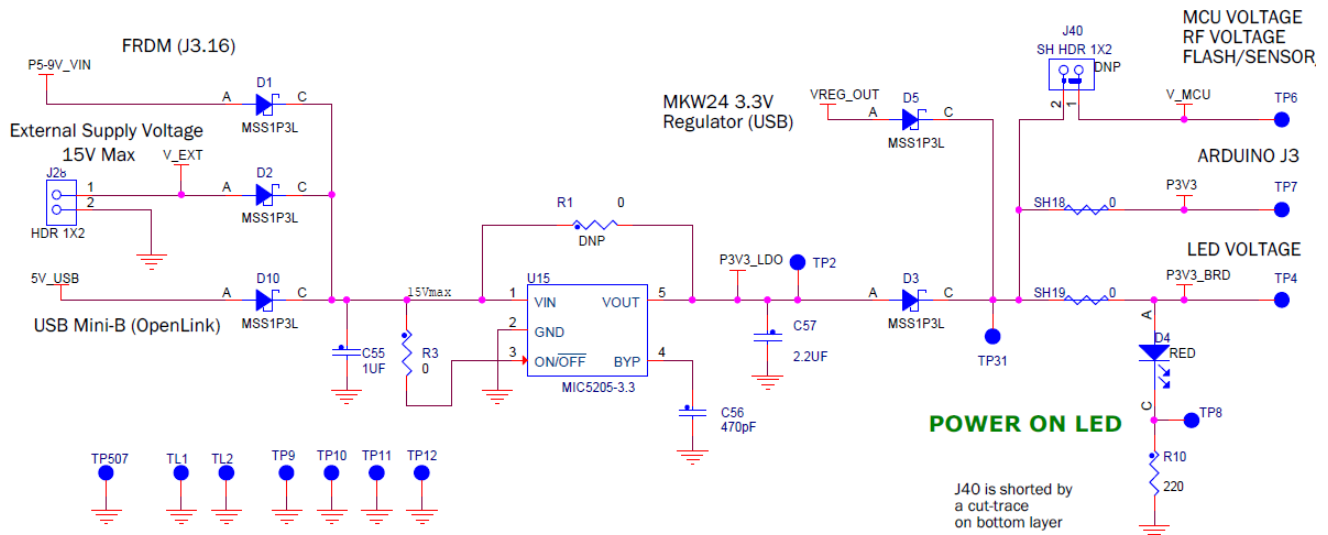 MCU VOLTAGE
RF VOLTAGE
FLASH/SENSOR
J40
SH HDR 1X2
DNP
2
1
V_MCU
TP6
FRDM (J3.16)
P5-9V_VIN
D1
A
C
MSS1P3L
MKW24 3.3V
Regulator (USB)
VREG_OUT
D5
A
C
MSS1P3L
External Supply Voltage
15V Max
J28
1
2
HDR 1X2
V_EXT
D2
A
C
MSS1P3L
ARDUINO J3
SH18
0
P3V3
TP7
R1
0
DNP
5V_USB
D10
A
C
MSS1P3L
USB Mini-B (OpenLink)
15Vmax
U15
1
VIN
VOUT
5
2
GND
3
ON/OFF
BYP
4
MIC5205-3.3
P3V3_LDO
TP2
D3
A
C
MSS1P3L
LED VOLTAGE
SH19
0
P3V3_BRD
TP4
C55
1UF
R3
0
C57
2.2UF
TP31
A
D4
RED
C
C56
470pF
POWER ON LED
TP8
R10
220
TP507
TL1
TL2
TP9
TP10
TP11
TP12
J40 is shorted by
a cut-trace
on bottom layer